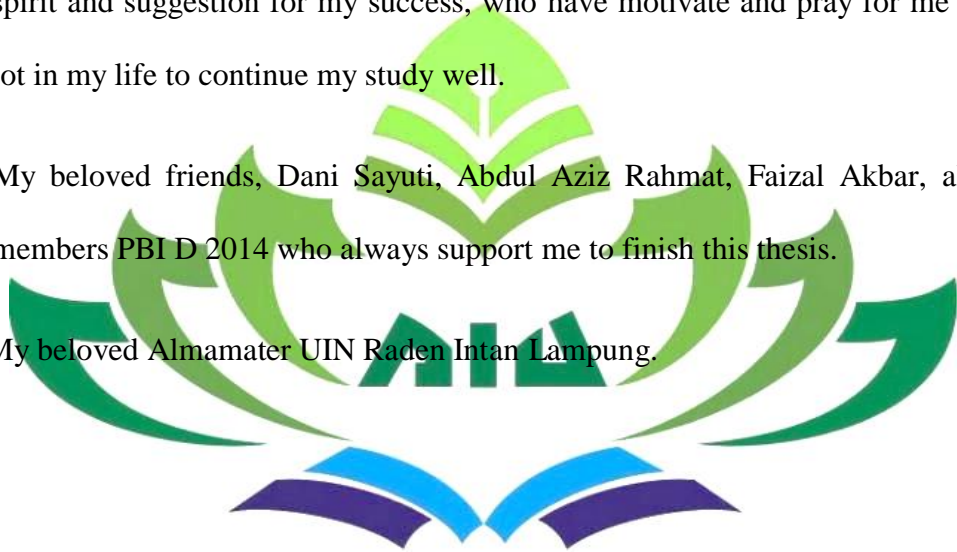 spirit and suggestion for my success, who have motivate and pray for me
ot in my life to continue my study well.
My beloved friends, Dani Sayuti, Abdul Aziz Rahmat, Faizal Akbar, a
members PBI D 2014 who always support me to finish this thesis.
My beloved Almamater UIN Raden Intan Lampung.